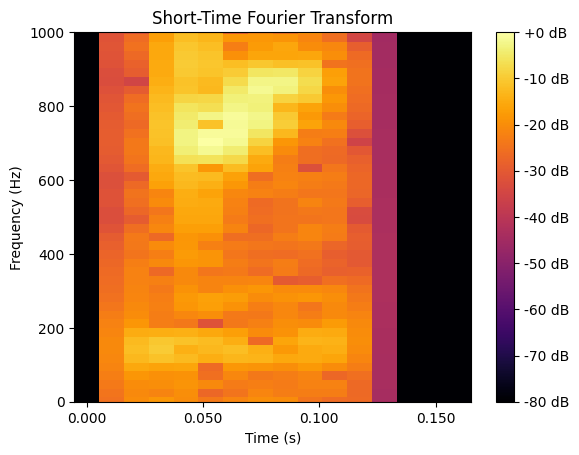 Short-Time Fourier Transform
1000
800
600
400
200
0
Frequency (Hz)
0.000
0.050
0.100
0.150
Time (s)
+0 dB
-10 dB
-20 dB
-30 dB
-40 dB
-50 dB
-60 dB
-70 dB
-80 dB